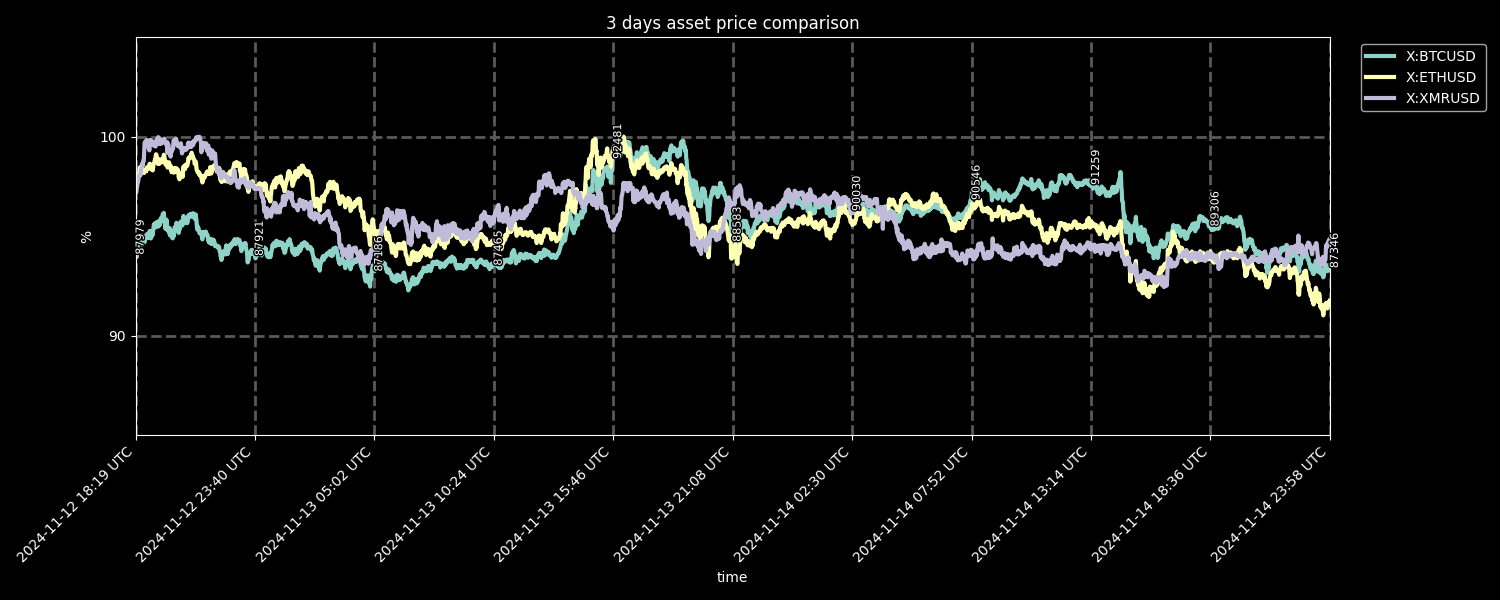 3 days asset price comparison
X:BTCUSD
X:ETHUSD
X:XMRUSD
100
90
%
87979
87921
87186
87465
92481
88583
90030
90546
91259
89306
87346
2024-11-12 18:19 UTC
2024-11-12 23:40 UTC
2024-11-13 05:02 UTC
2024-11-13 10:24 UTC
2024-11-13 15:46 UTC
2024-11-13 21:08 UTC
2024-11-14 02:30 UTC
2024-11-14 07:52 UTC
2024-11-14 13:14 UTC
2024-11-14 18:36 UTC
2024-11-14 23:58 UTC
time